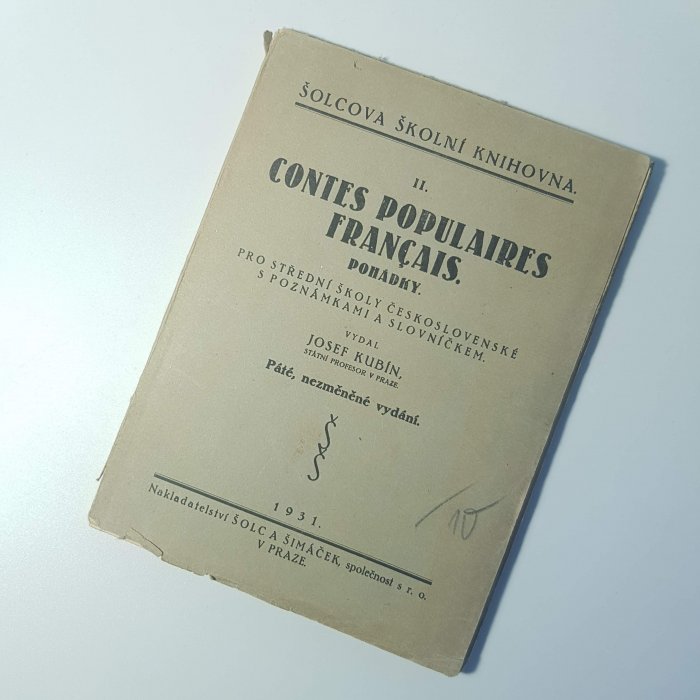 ŠOLCOVA ŠKOLNÍ KNIHOVNA.
II.
CONTES POPULAIRES
FRANÇAIS.
POHÁDKY.
PRO STŘEDNÍ ŠKOLY ČESKOSLOVENSKÉ
S POZNÁMKAMI A SLOVNÍČKEM.
VYDAL
JOSEF KUBÍN,
STÁTNÍ PROFESOR V PRAZE.
Páté, nezměněné vydání.
10
1931.
Nakladatelství ŠOLC A ŠIMÁČEK, společnost s r. o.
V PRAZE.